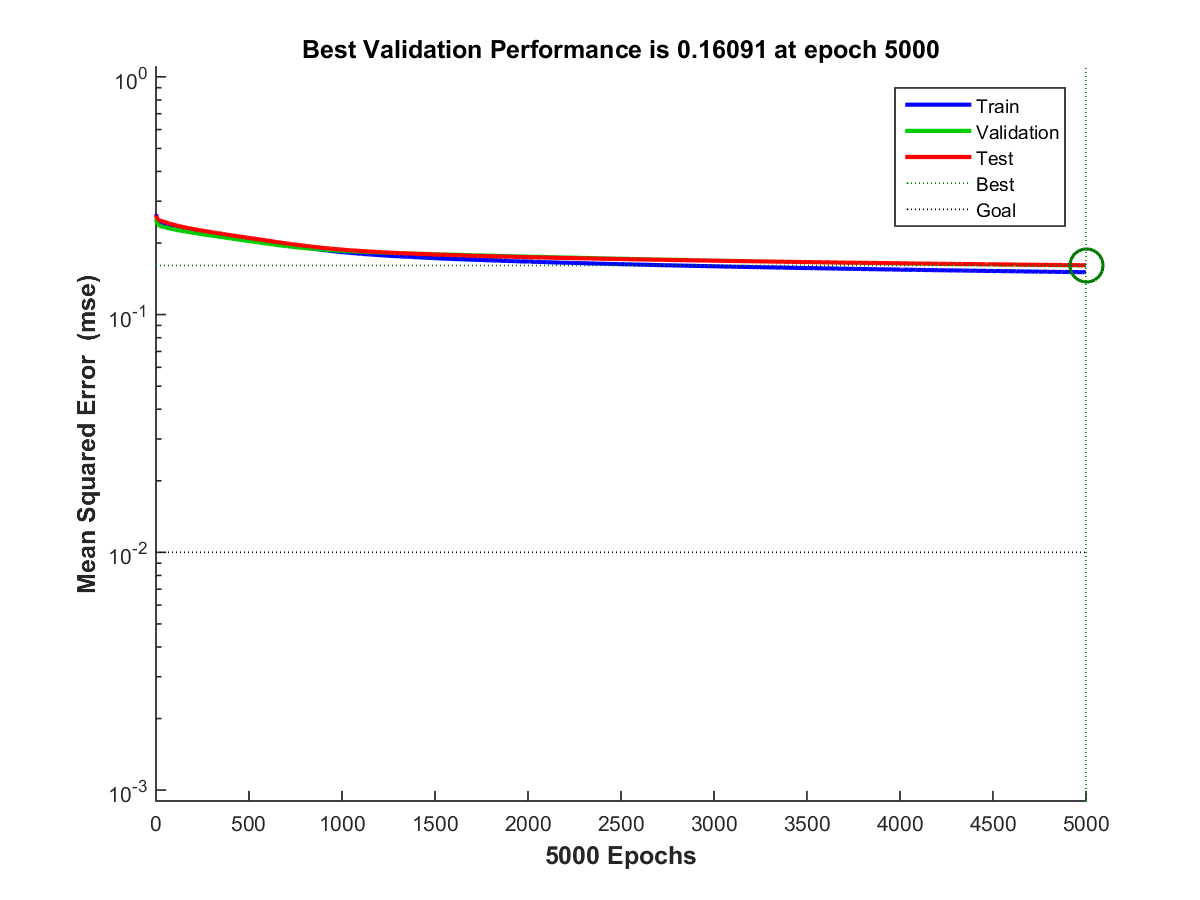 Best Validation Performance is 0.16091 at epoch 5000
Train
Validation
Test
Best
Goal
Mean Squared Error (mse)
10^0
10^-1
10^-2
10^-3
0 500 1000 1500 2000 2500 3000 3500 4000 4500 5000
5000 Epochs